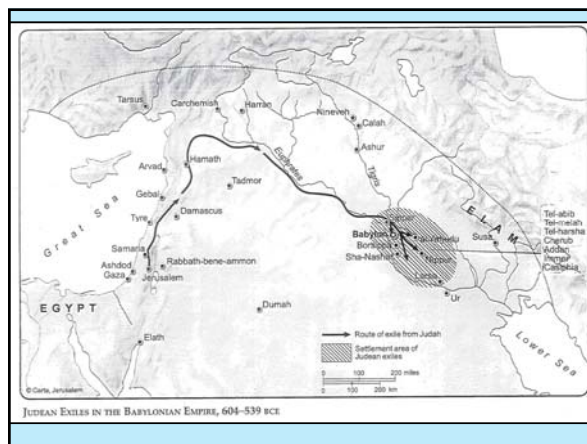 Tarsus
Carchemish
Harran
Nineveh
Calah
Ashur
Arvad
Hamath
Euphrates
Tigris
Gebal
Tadmor
Great Sea
Tyre
Damascus
ELAM
Tel-abib
Tel-melah
Tel-harsha
Cherub
Addan
Immer
Casiphia
Samaria
Sippar
Babylon
Susa
Borsippa
Nippur
Ashdod
Gaza
Jerusalem
Rabbath-bene-ammon
Larsa
Ur
EGYPT
Dumah
Elath
Lower Sea
Route of exile from Judah
Settlement area of
Judean exiles
0 100 200 miles
0 100 200 km
© Carta, Jerusalem
JUDEAN EXILES IN THE BABYLONIAN EMPIRE, 604–539 BCE